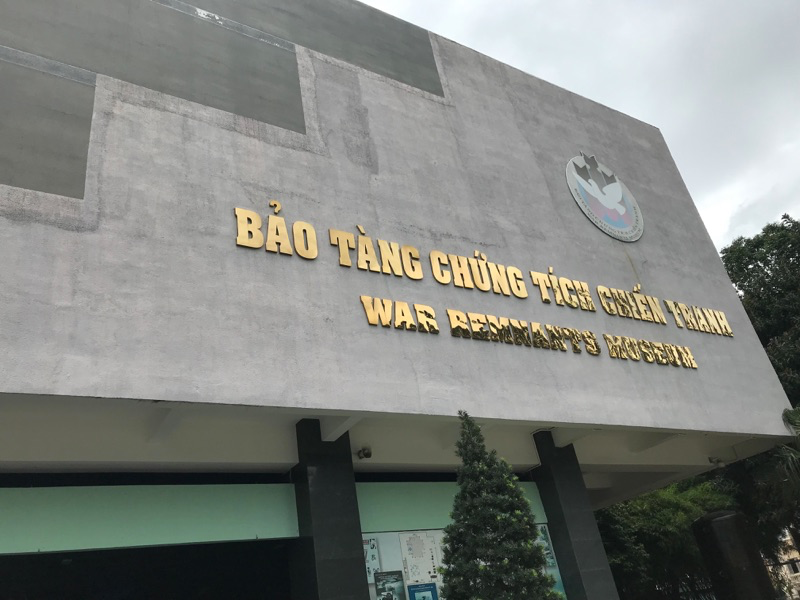 BẢO TÀNG CHỨNG TÍCH CHIẾN TRANH
WAR REMNANTS MUSEUM